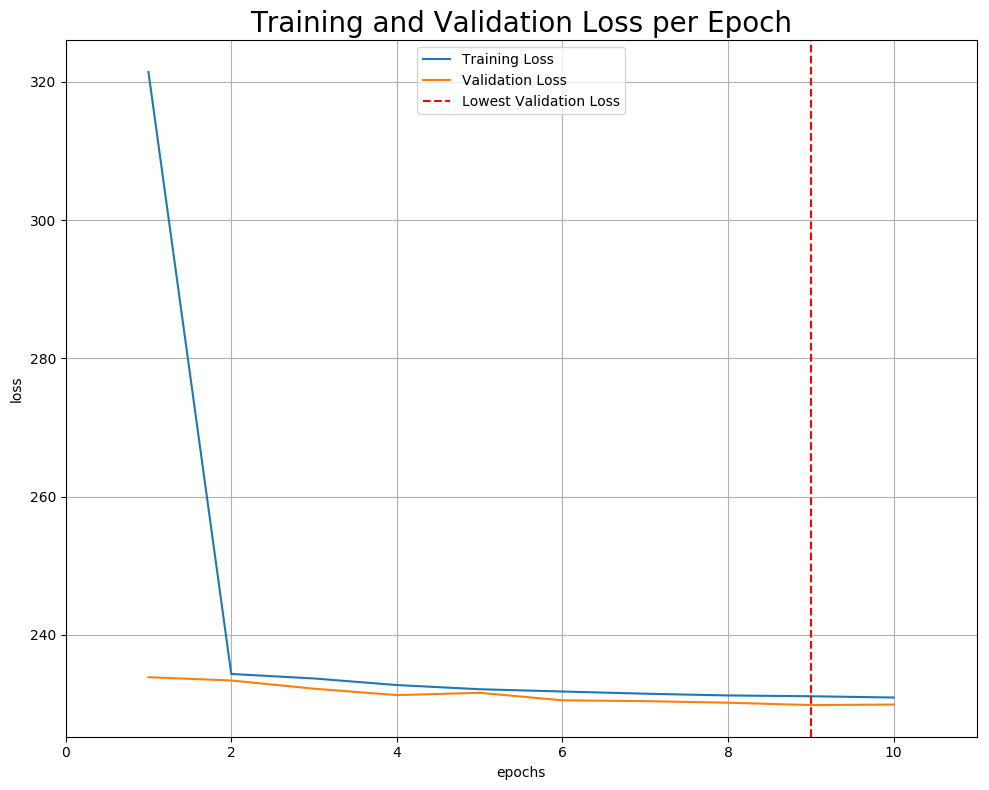 Training and Validation Loss per Epoch
Training Loss
Validation Loss
Lowest Validation Loss
320
300
280
260
240
loss
0 2 4 6 8 10
epochs